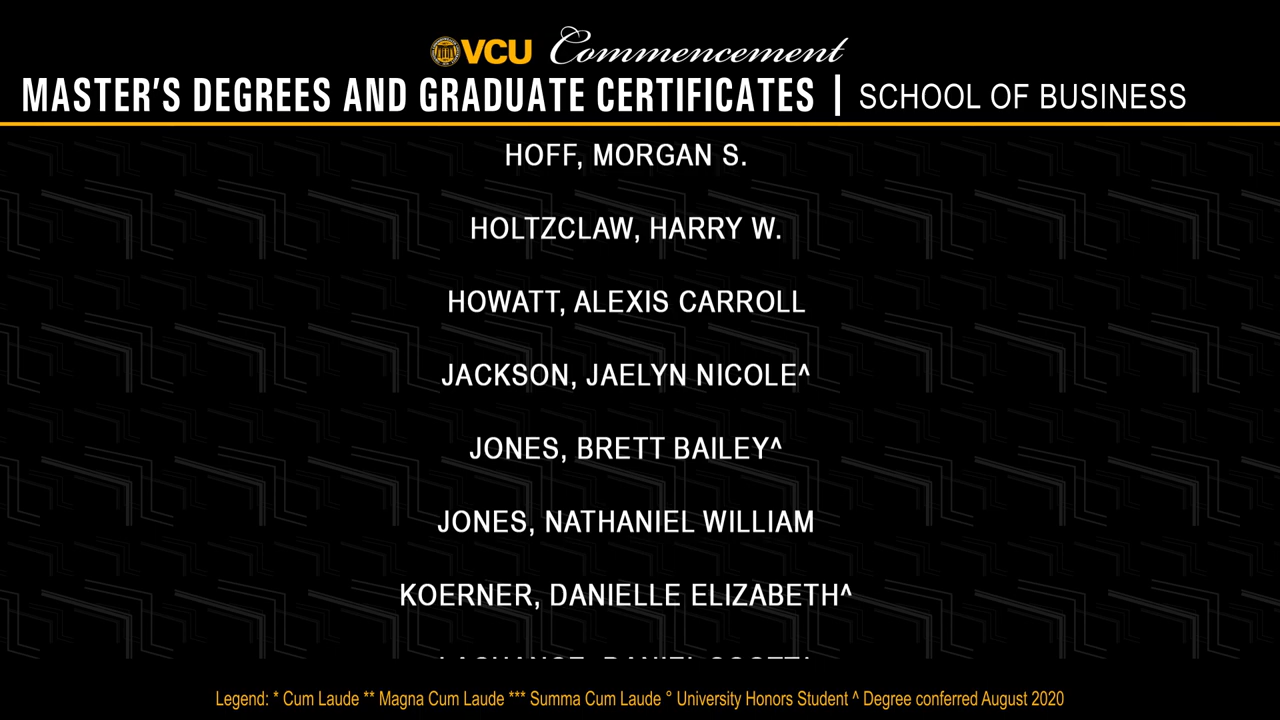 VCU Commencement
MASTER'S DEGREES AND GRADUATE CERTIFICATES | SCHOOL OF BUSINESS
HOFF, MORGAN S.
HOLTZCLAW, HARRY W.
HOWATT, ALEXIS CARROLL
JACKSON, JAELYN NICOLE^
JONES, BRETT BAILEY^
JONES, NATHANIEL WILLIAM
KOERNER, DANIELLE ELIZABETH^
Legend: * Cum Laude ** Magna Cum Laude *** Summa Cum Laude ° University Honors Student ^ Degree conferred August 2020